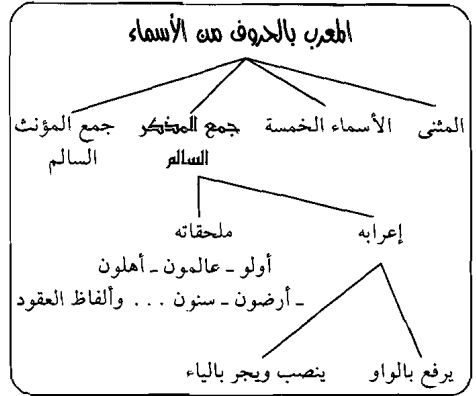 المعرب بالحروف من الأسماء
المثنى
الأسماء الخمسة
جمع المذكر
السالم
جمع المؤنث
السالم
إعرابه
ملحقاته
أولو ـ عالمون ـ أهلون
ـ أرضون ـ سنون ... وألفاظ العقود
يرفع بالواو
ينصب ويجر بالياء